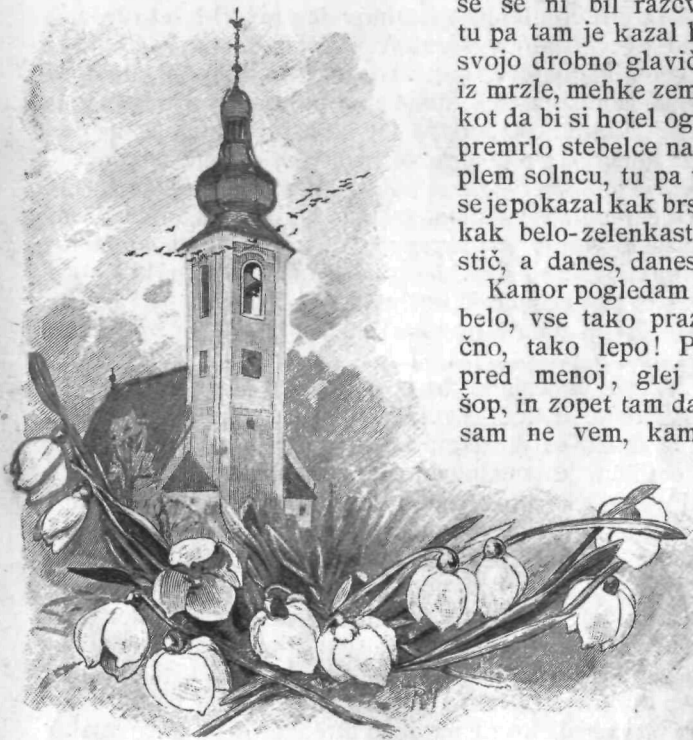 se še ni bil razcv
tu pa tam je kazal
svojo drobno glavič
iz mrzle, mehke zem
kot da bi si hotel og
premrlo stebelce na
plem solncu, tu pa
sejepokazal kak brs
kak belo-zelenkast
stič, a danes, danes
Kamor pogledam
belo, vse tako praz
čno, tako lepo! P
pred menoj, glej
šop, in zopet tam da
sam ne vem, kam